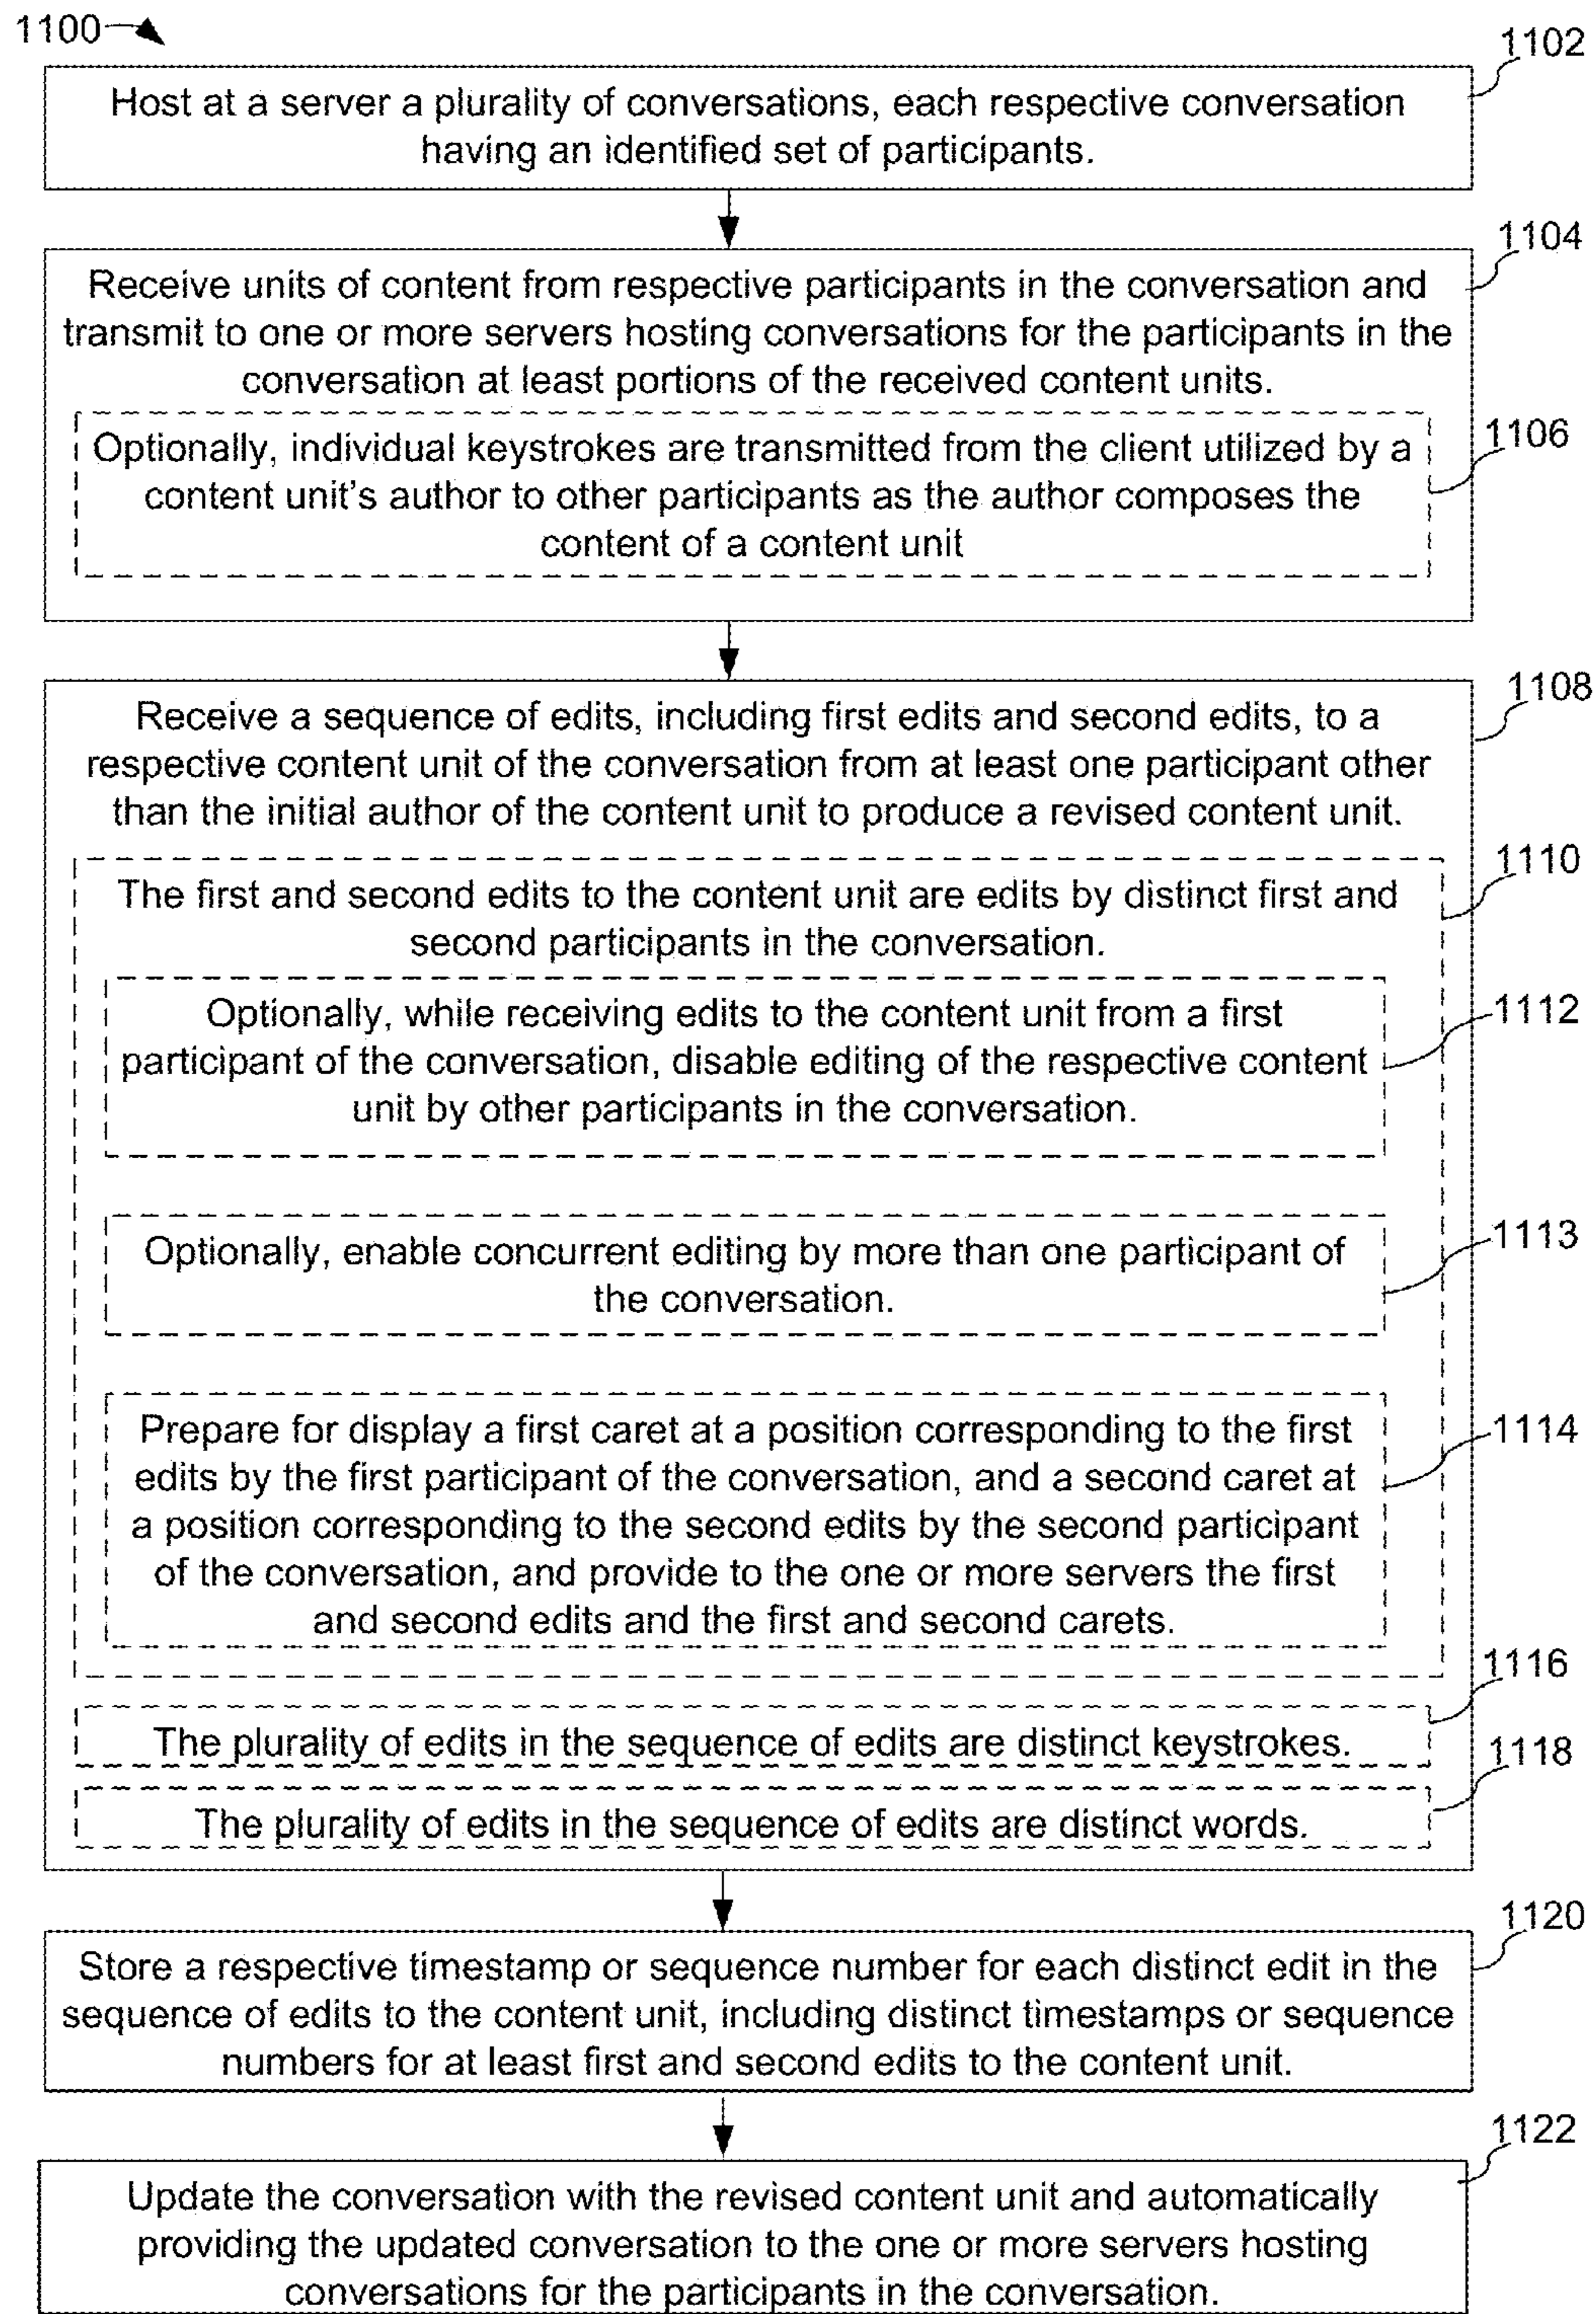 1100
1102
Host at a server a plurality of conversations, each respective conversation
having an identified set of participants.
1104
Receive units of content from respective participants in the conversation and
transmit to one or more servers hosting conversations for the participants in the
conversation at least portions of the received content units.
1106
Optionally, individual keystrokes are transmitted from the client utilized by a
content unit's author to other participants as the author composes the
content of a content unit
1108
Receive a sequence of edits, including first edits and second edits, to a
respective content unit of the conversation from at least one participant other
than the initial author of the content unit to produce a revised content unit.
1110
The first and second edits to the content unit are edits by distinct first and
second participants in the conversation.
1112
Optionally, while receiving edits to the content unit from a first
participant of the conversation, disable editing of the respective content
unit by other participants in the conversation.
1113
Optionally, enable concurrent editing by more than one participant of
the conversation.
1114
Prepare for display a first caret at a position corresponding to the first
edits by the first participant of the conversation, and a second caret at
a position corresponding to the second edits by the second participant
of the conversation, and provide to the one or more servers the first
and second edits and the first and second carets.
1116
The plurality of edits in the sequence of edits are distinct keystrokes.
1118
The plurality of edits in the sequence of edits are distinct words.
1120
Store a respective timestamp or sequence number for each distinct edit in the
sequence of edits to the content unit, including distinct timestamps or sequence
numbers for at least first and second edits to the content unit.
1122
Update the conversation with the revised content unit and automatically
providing the updated conversation to the one or more servers hosting
conversations for the participants in the conversation.